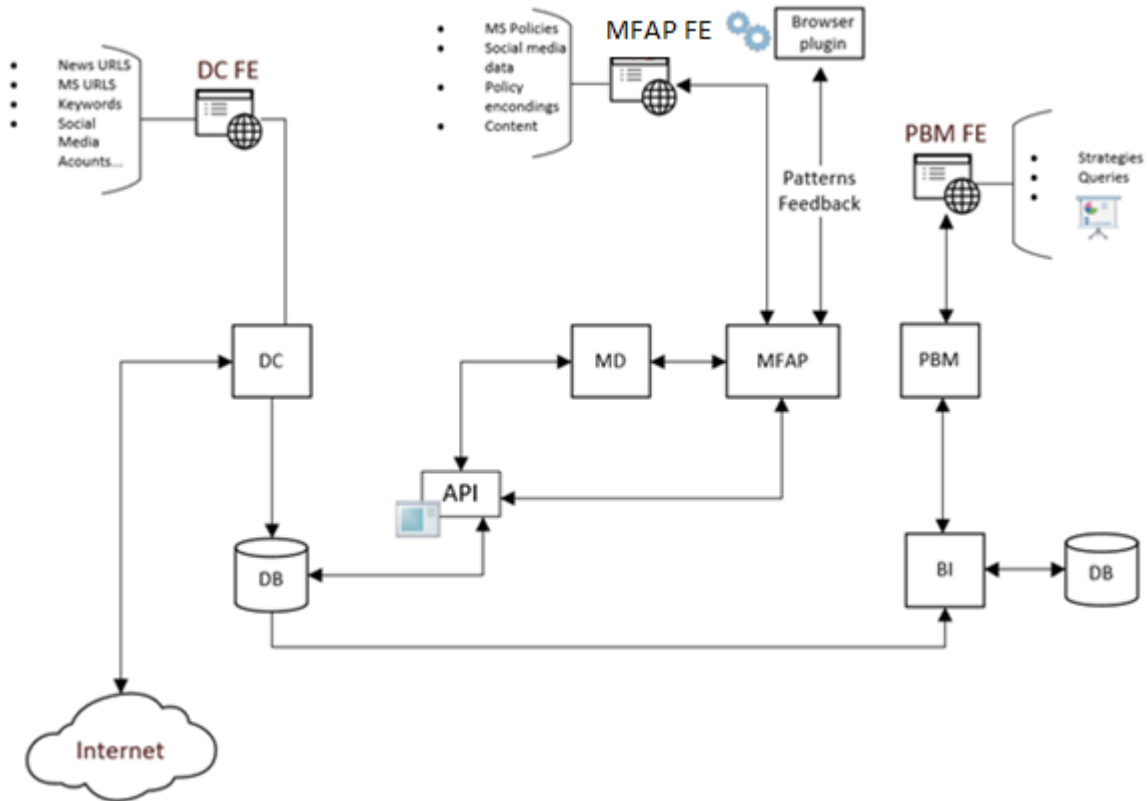 DC FE
News URLS
MS URLS
Keywords
Social
Media
Acounts...
MFAP FE
MS Policies
Social media
data
Policy
encondings
Content
Browser
plugin
Patterns
Feedback
PBM FE
Strategies
Queries
DC
MD
MFAP
PBM
API
DB
BI
DB
Internet